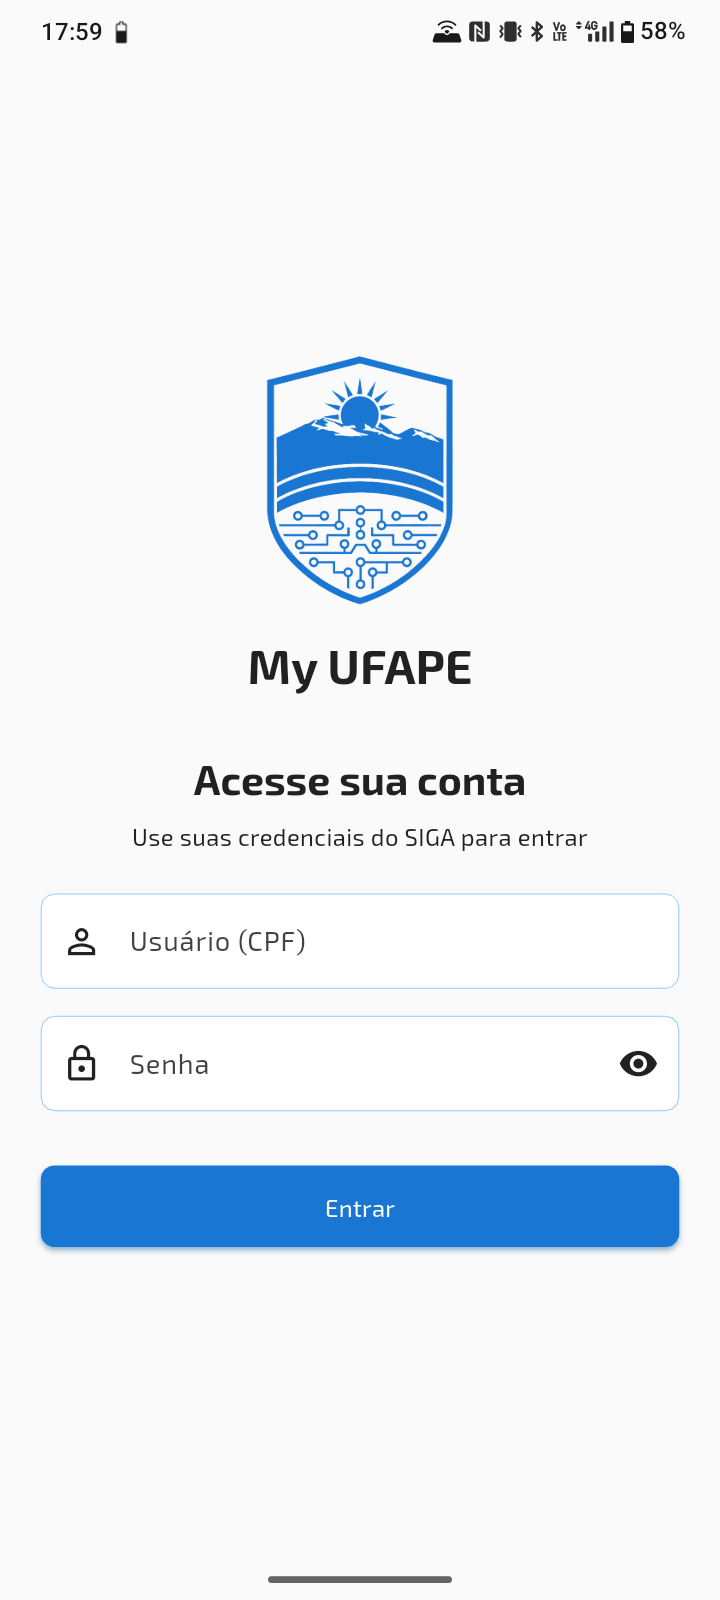 17:59
Vo LTE 4G 58%
My UFAPE
Acesse sua conta
Use suas credenciais do SIGA para entrar
Usuário (CPF)
Senha
Entrar